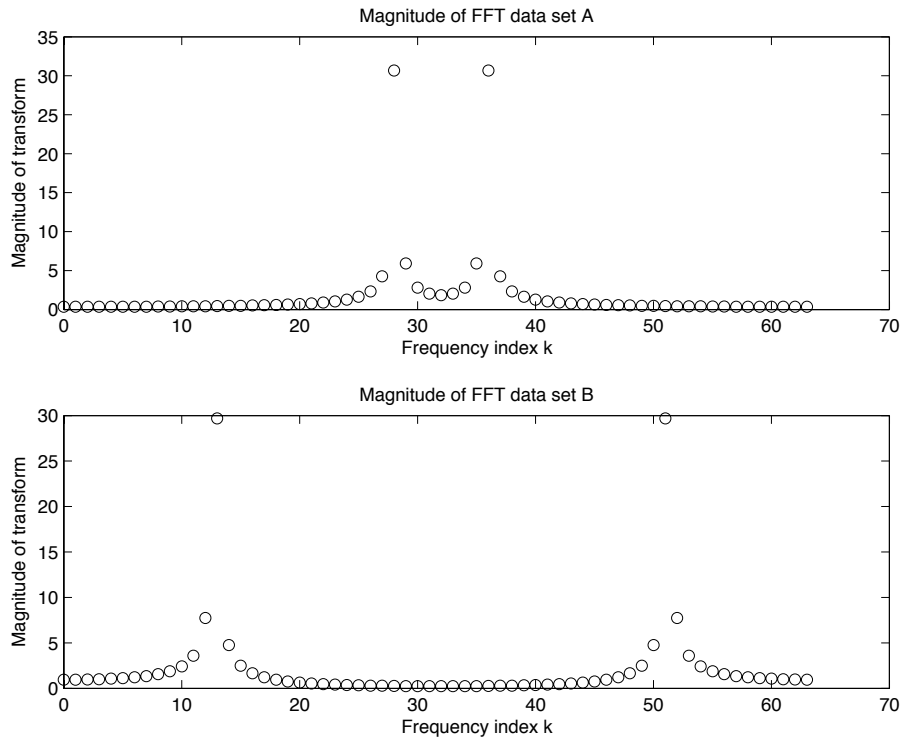 Magnitude of FFT data set A
35
30
25
20
15
10
5
0
Magnitude of transform
0 10 20 30 40 50 60 70
Frequency index k
Magnitude of FFT data set B
30
25
20
15
10
5
0
Magnitude of transform
0 10 20 30 40 50 60 70
Frequency index k